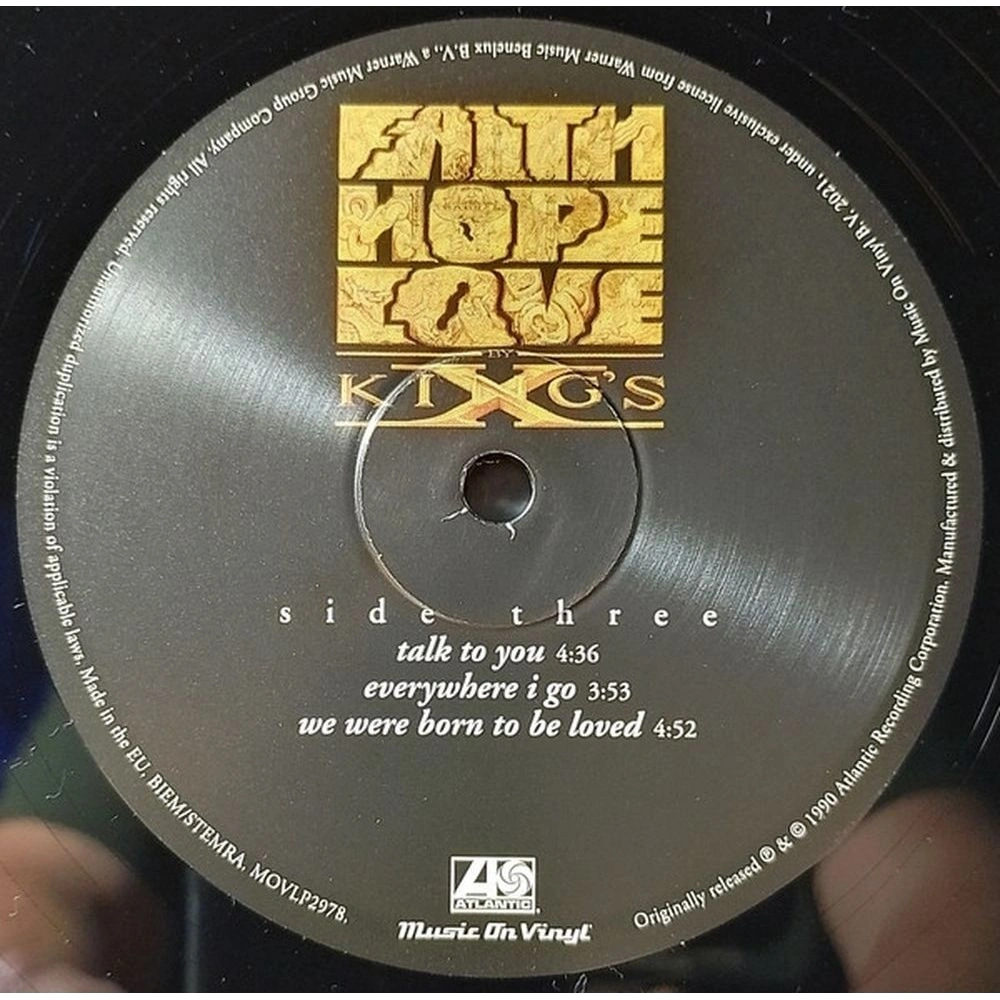 FAITH
HOPE
LOVE
BY
KING'S X
side three
talk to you 4:36
everywhere i go 3:53
we were born to be loved 4:52
ATLANTIC
Music On Vinyl
Originally released ℗ & © 1990 Atlantic Recording Corporation. Manufactured & distributed by Music On Vinyl B.V. 2021, under exclusive license from Warner Music Benelux B.V., a Warner Music Group Company. All rights reserved. Unauthorized duplication is a violation of applicable laws. Made in the EU. BIEM/STEMRA. MOVLP2978.